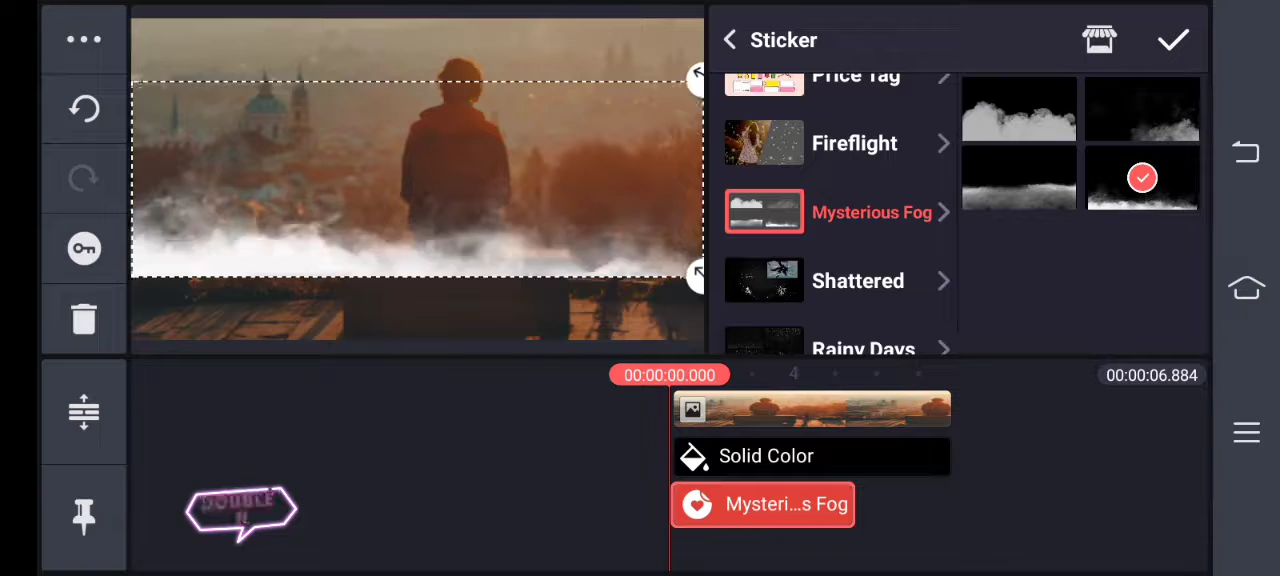 Sticker
Price Tag
Fireflight
Mysterious Fog
Shattered
Rainy Days
00:00:00.000
4
00:00:06.884
Solid Color
Mysteri...s Fog
DOUBLE